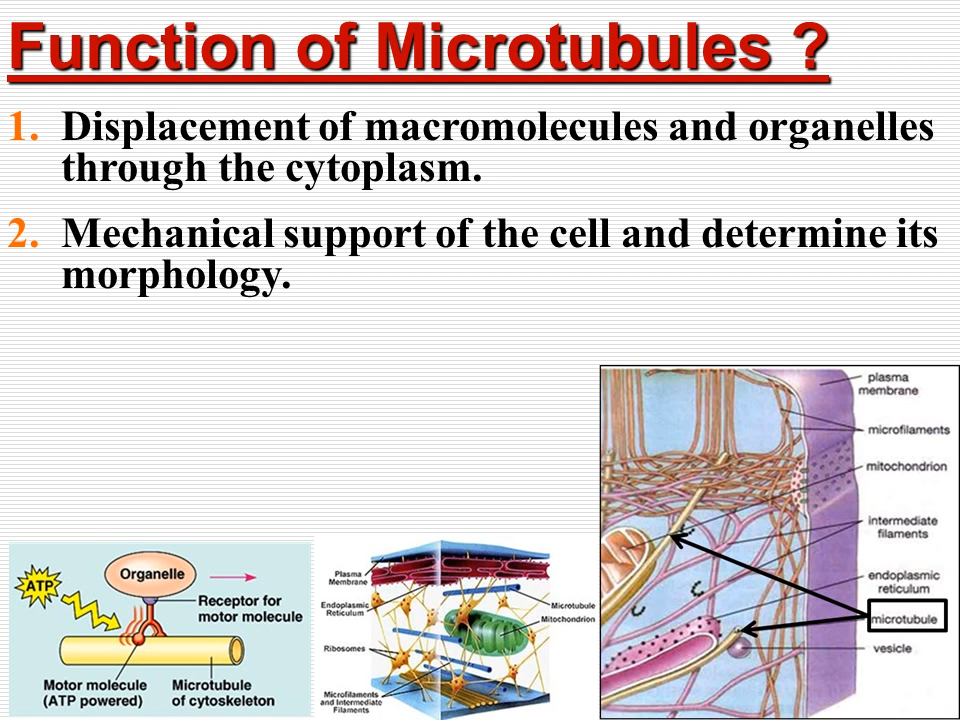 Function of Microtubules ?
1. Displacement of macromolecules and organelles
through the cytoplasm.
2. Mechanical support of the cell and determine its
morphology.
ATP
Organelle
Receptor for
motor molecule
Motor molecule
(ATP powered)
Microtubule
of cytoskeleton
Plasma
Membrane
Endoplasmic
Reticulum
Ribosomes
Microfilaments
and Intermediate
Filaments
Microtubule
Mitochondrion
plasma
membrane
microfilaments
mitochondrion
intermediate
filaments
endoplasmic
reticulum
microtubule
vesicle